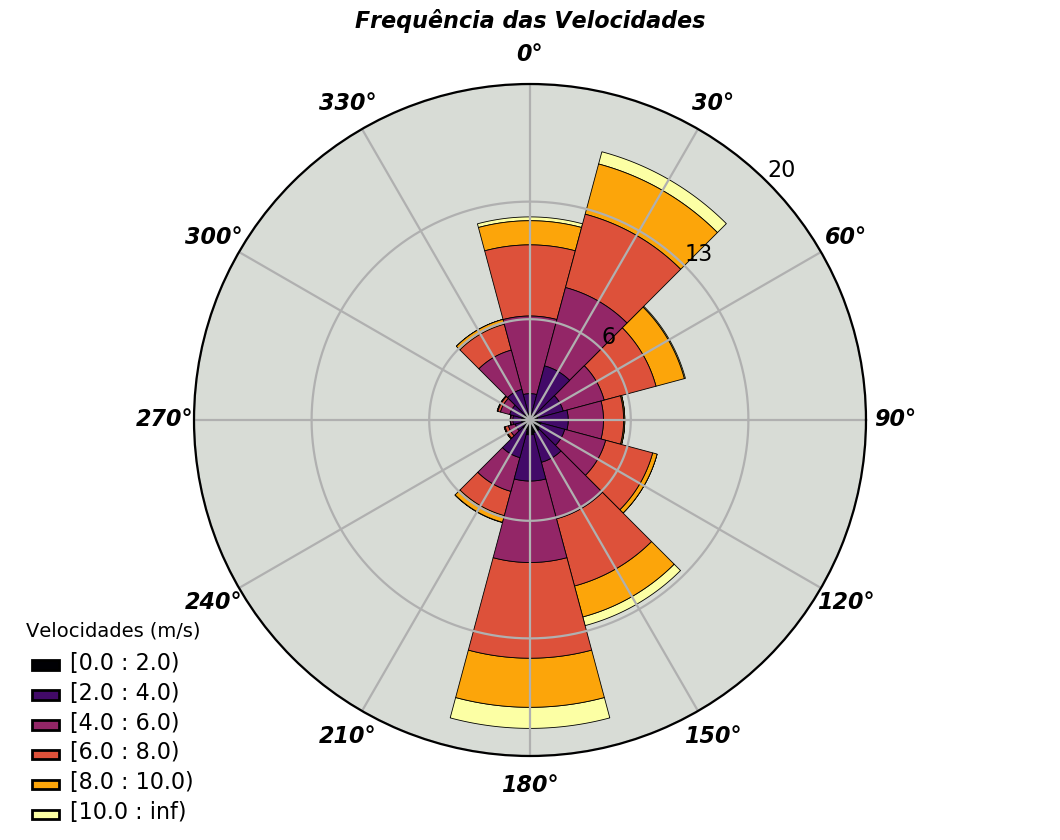 Frequência das Velocidades
0°
330°
30°
20
300°
60°
13
6
270°
90°
240°
120°
Velocidades (m/s)
[0.0 : 2.0)
[2.0 : 4.0)
[4.0 : 6.0)
210°
150°
[6.0 : 8.0)
180°
[8.0 : 10.0)
[10.0 : inf)